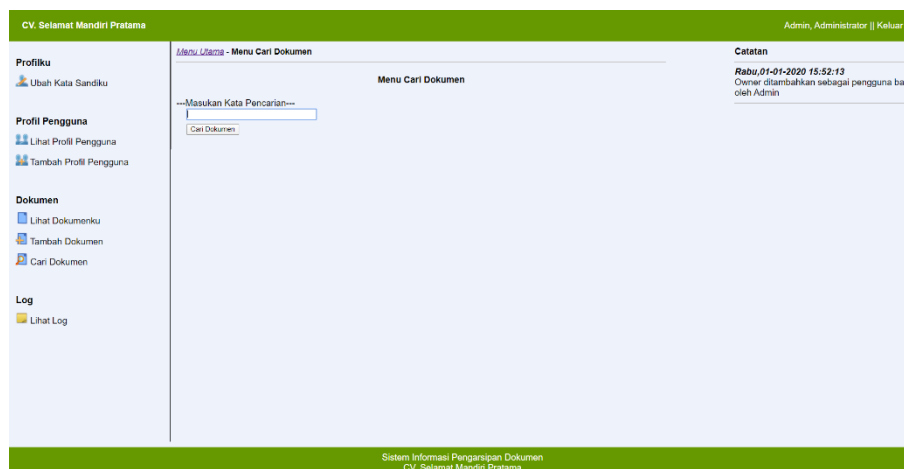 CV. Selamat Mandiri Pratama
Admin, Administrator || Keluar
Profilku
Ubah Kata Sandiku
Profil Pengguna
Lihat Profil Pengguna
Tambah Profil Pengguna
Dokumen
Lihat Dokumenku
Tambah Dokumen
Cari Dokumen
Log
Lihat Log
Menu Utama - Menu Cari Dokumen
Menu Cari Dokumen
---Masukan Kata Pencarian---
Cari Dokumen
Catatan
Rabu,01-01-2020 15:52:13
Owner ditambahkan sebagai pengguna ba
oleh Admin
Sistem Informasi Pengarsipan Dokumen
CV. Selamat Mandiri Pratama